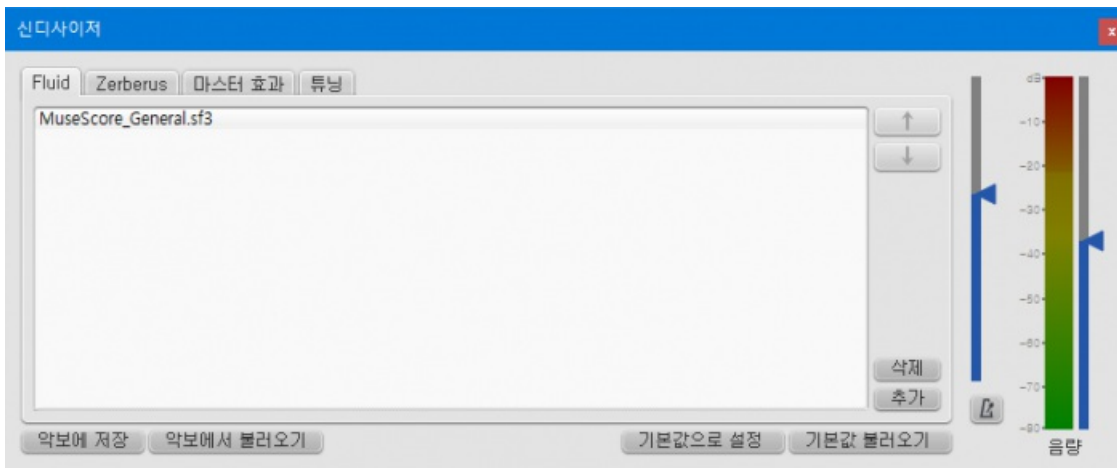 신디사이저
x
Fluid Zerberus 마스터 효과 튜닝
MuseScore_General.sf3
↑
↓
삭제
추가
악보에 저장 악보에서 불러오기 기본값으로 설정 기본값 불러오기
dB
-10
-20
-30
-40
-50
-60
-70
-80
음량